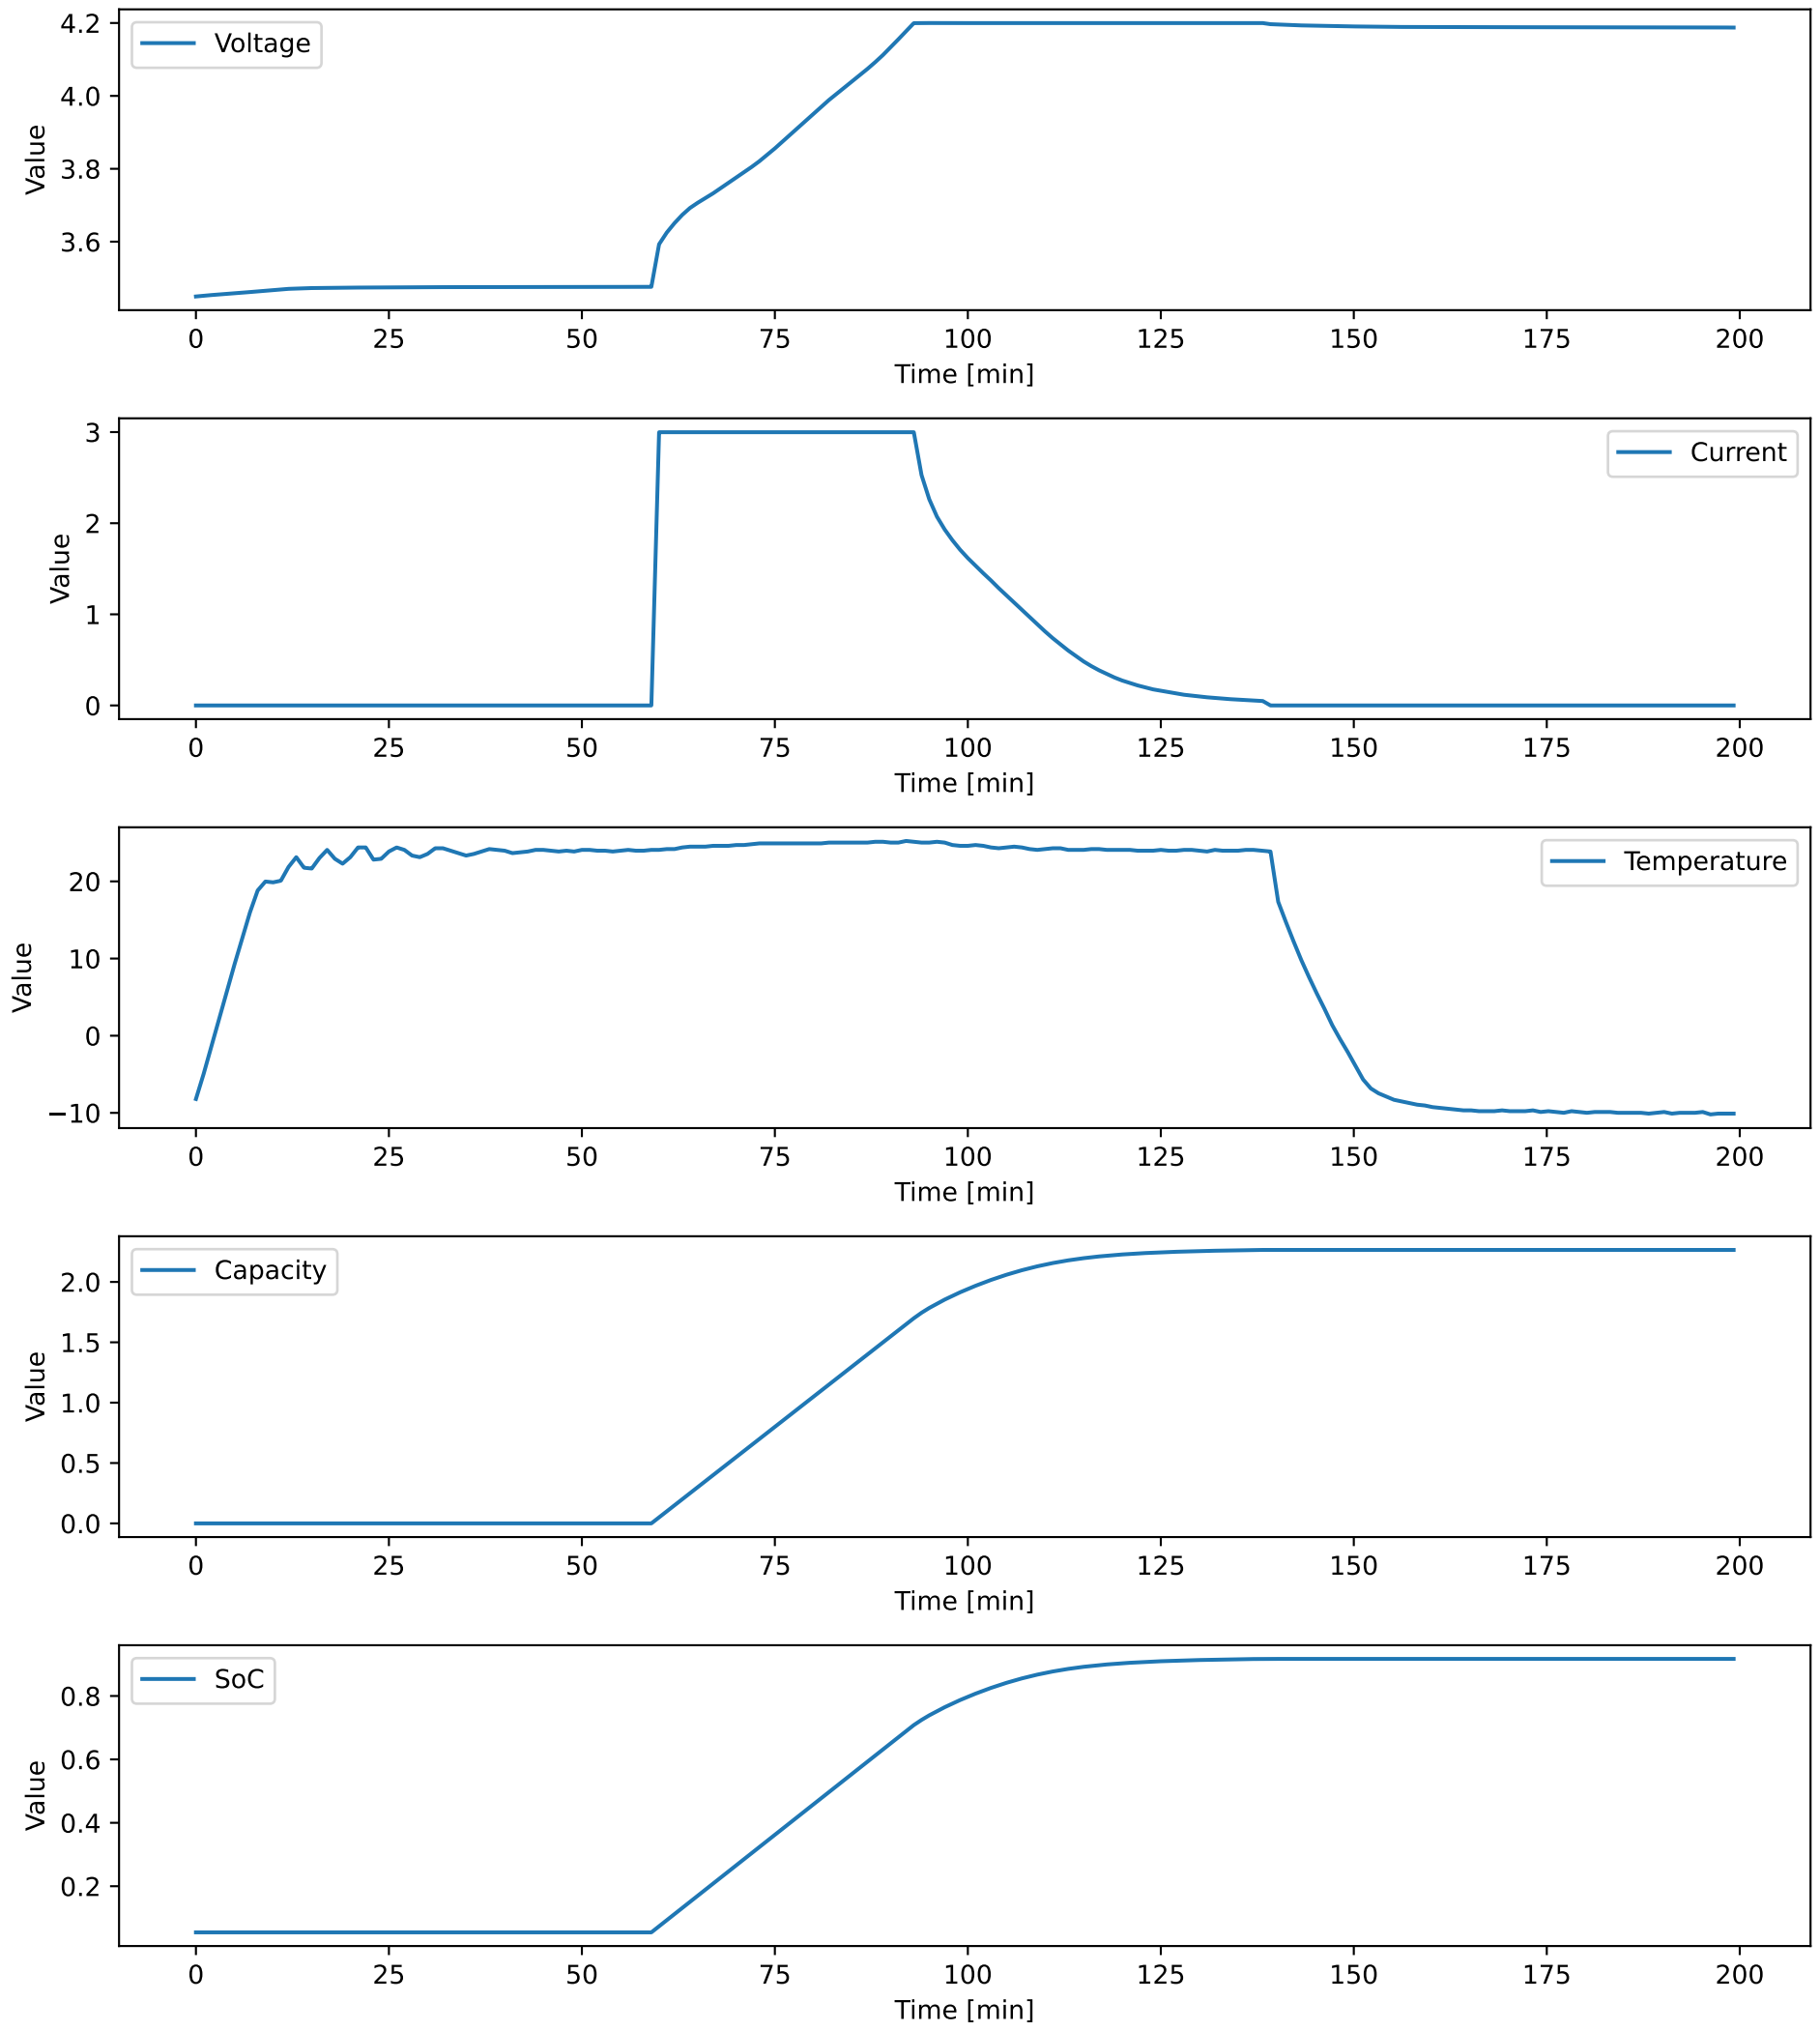 4.2
4.0
3.8
3.6
Value
Voltage
0 25 50 75 100 125 150 175 200
Time [min]
3
2
1
0
Value
Current
0 25 50 75 100 125 150 175 200
Time [min]
20
10
0
−10
Value
Temperature
0 25 50 75 100 125 150 175 200
Time [min]
2.0
1.5
1.0
0.5
0.0
Value
Capacity
0 25 50 75 100 125 150 175 200
Time [min]
0.8
0.6
0.4
0.2
Value
SoC
0 25 50 75 100 125 150 175 200
Time [min]